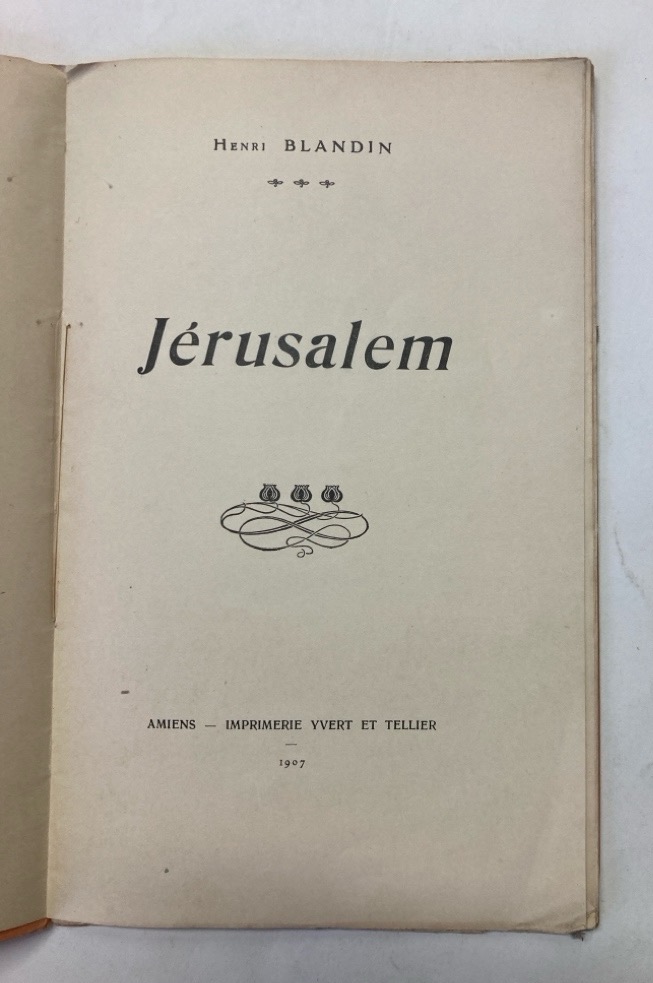 Henri BLANDIN
Jérusalem
AMIENS — IMPRIMERIE YVERT ET TELLIER
1907